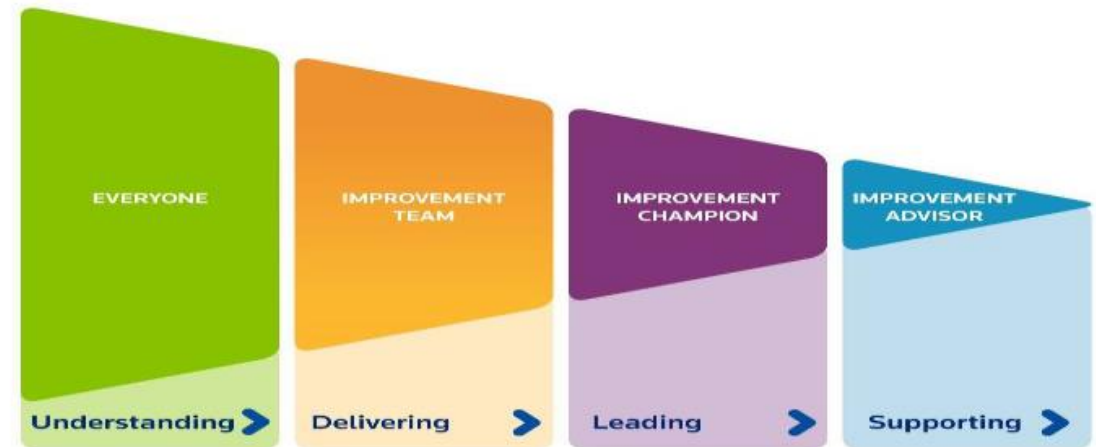 EVERYONE
IMPROVEMENT
TEAM
IMPROVEMENT
CHAMPION
IMPROVEMENT
ADVISOR
Understanding
Delivering
Leading
Supporting